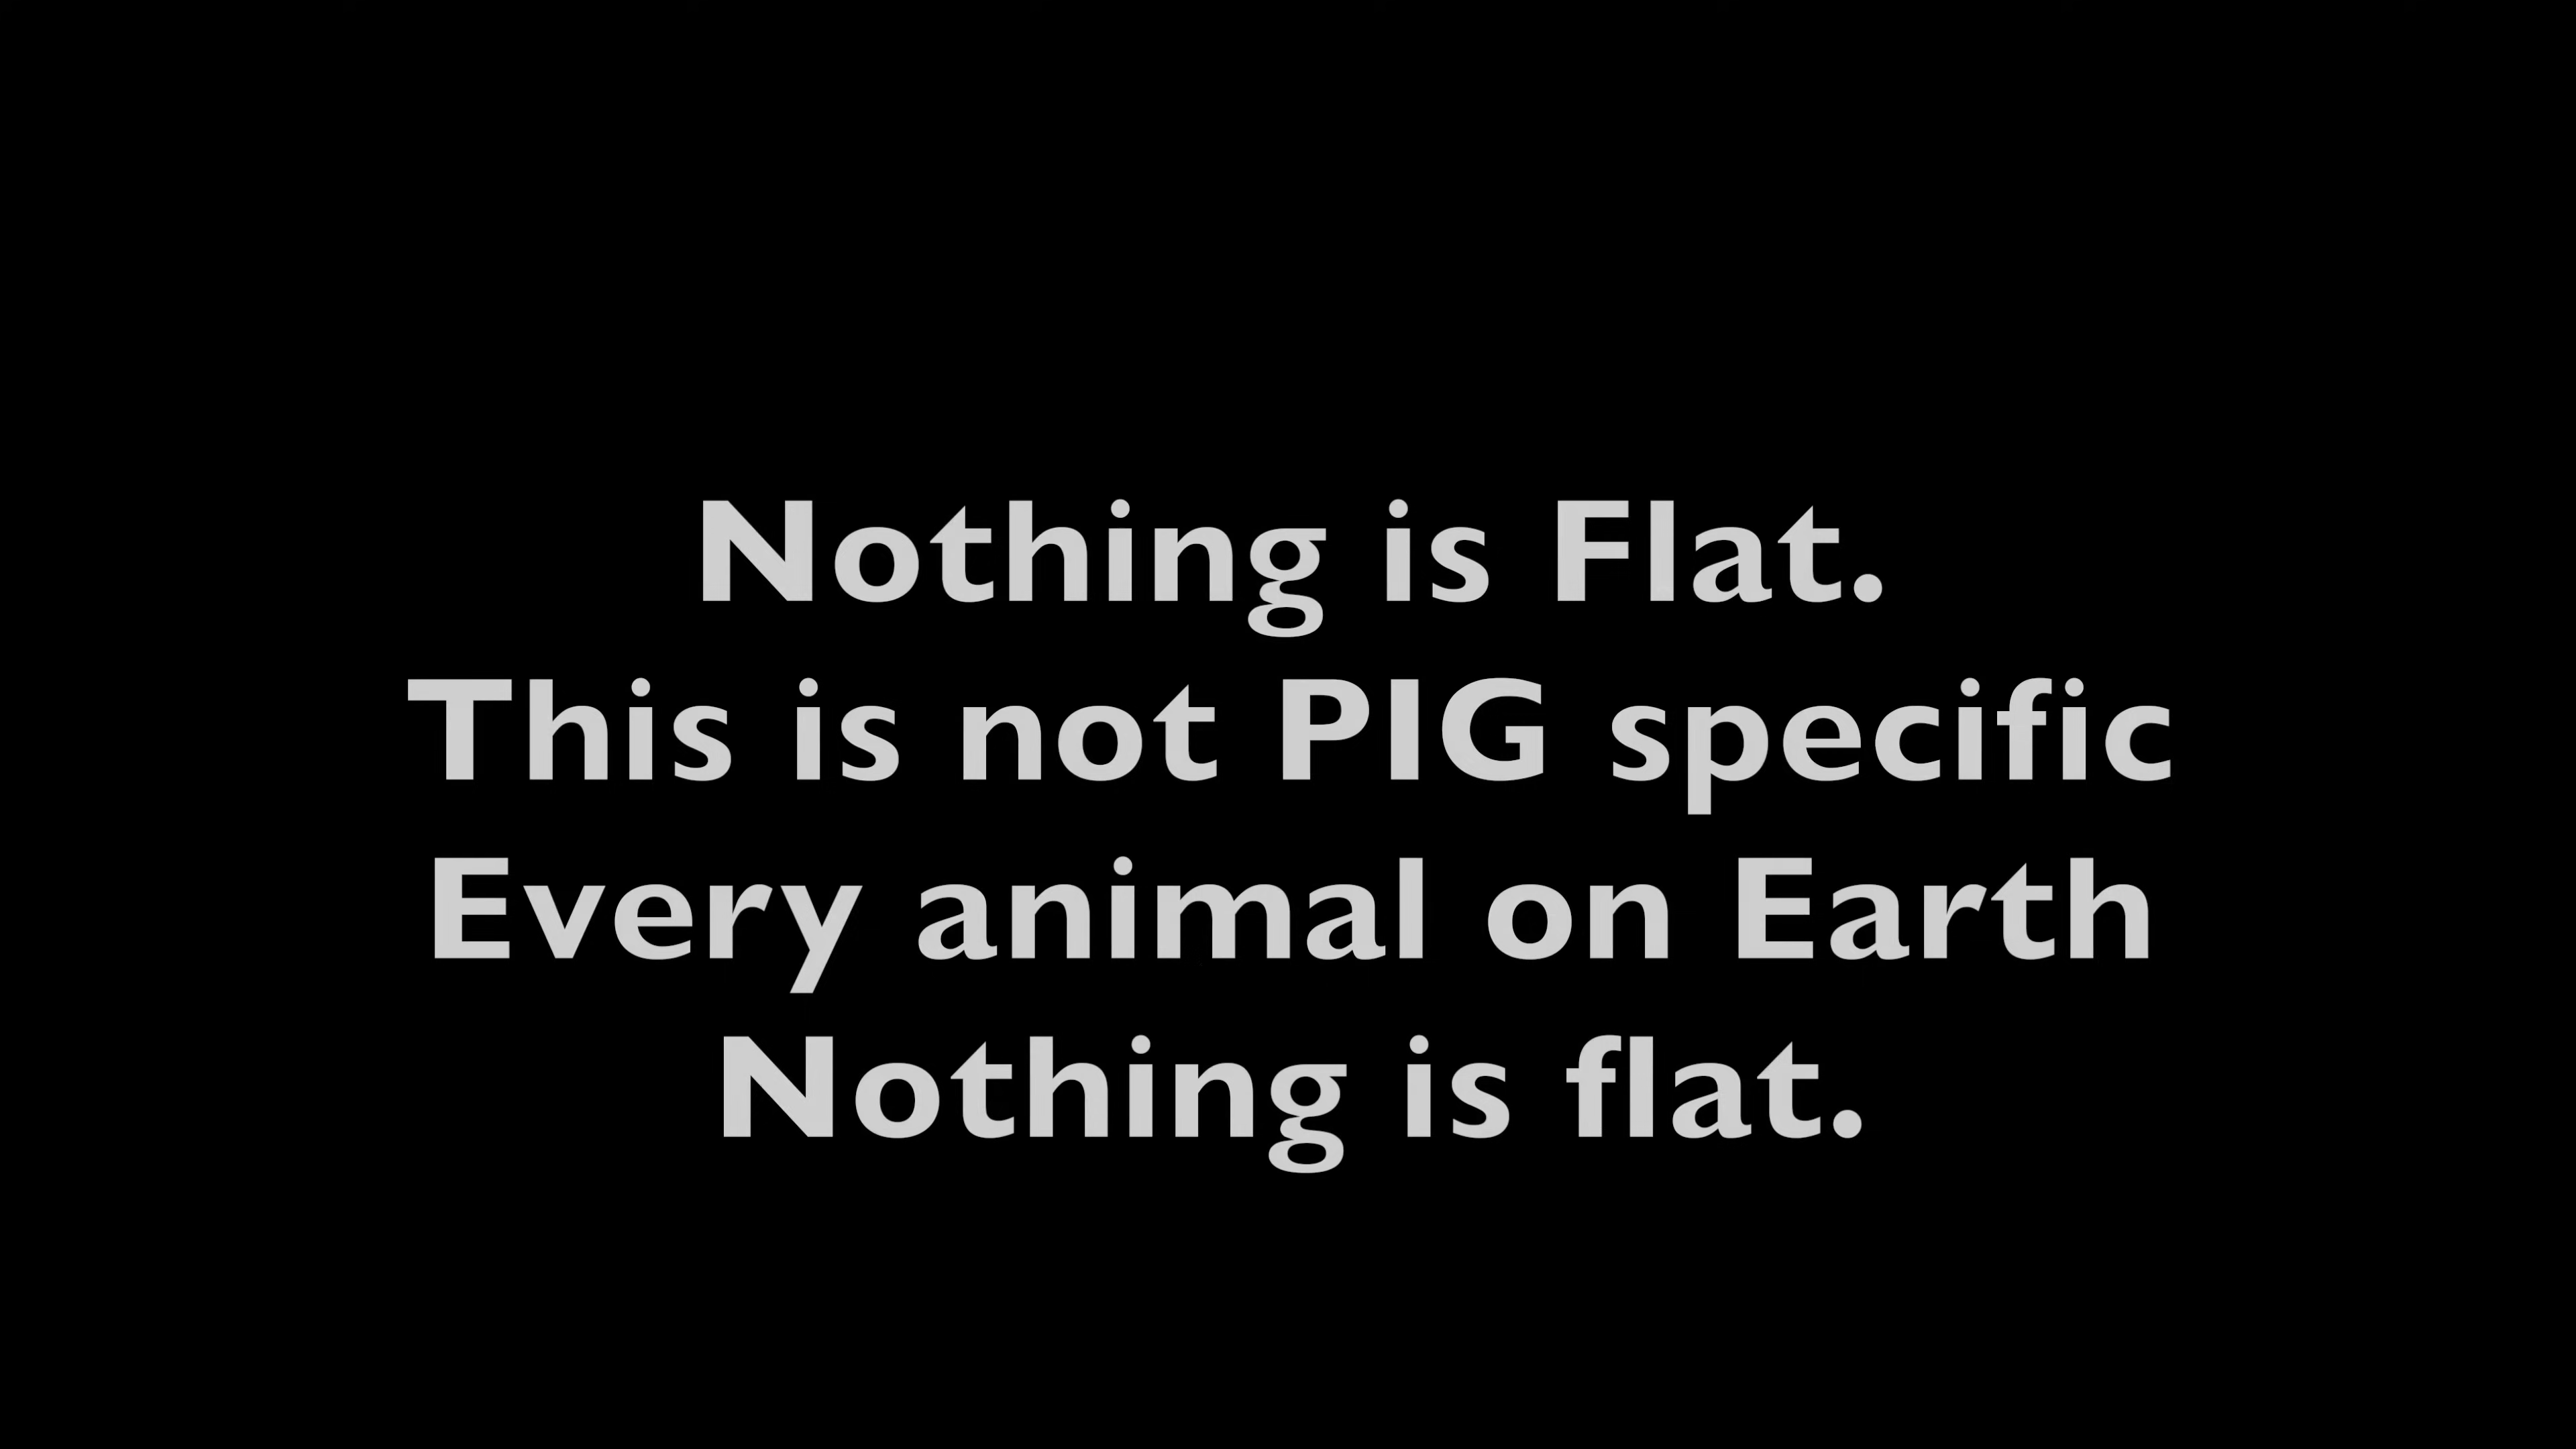 Nothing is Flat.
This is not PIG specific
Every animal on Earth
Nothing is flat.